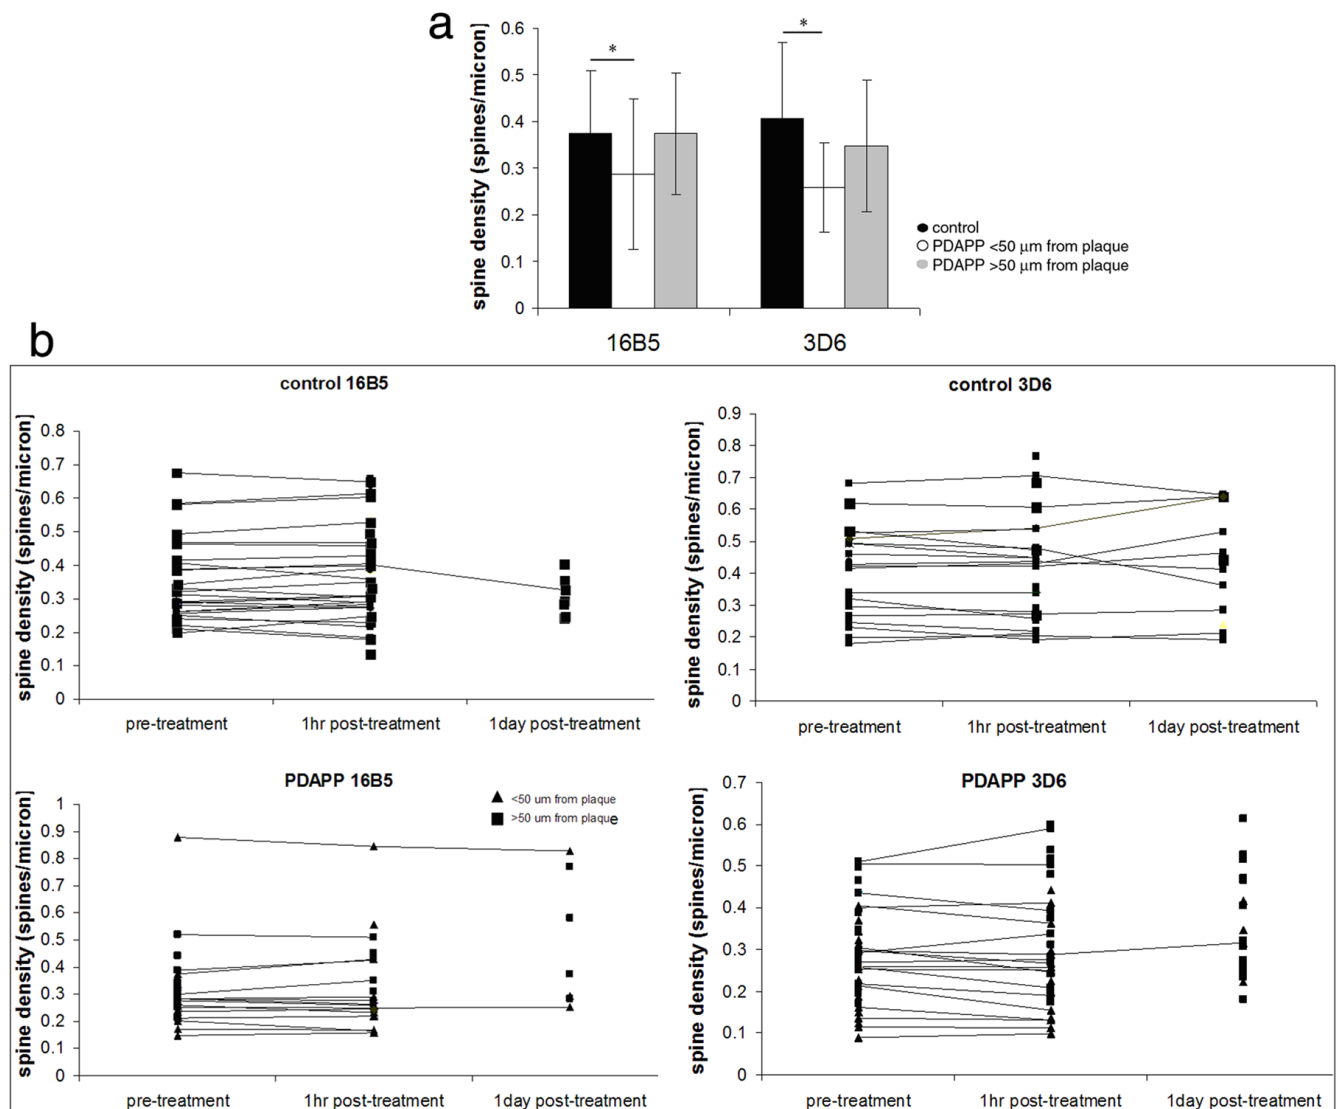 a
spine density (spines/micron)
0.6
0.5
0.4
0.3
0.2
0.1
0
*
*
16B5
3D6
control
PDAPP <50 μm from plaque
PDAPP >50 μm from plaque
b
control 16B5
spine density (spines/micron)
0.8
0.7
0.6
0.5
0.4
0.3
0.2
0.1
0
pre-treatment
1hr post-treatment
1day post-treatment
control 3D6
spine density (spines/micron)
0.9
0.8
0.7
0.6
0.5
0.4
0.3
0.2
0.1
0
pre-treatment
1hr post-treatment
1day post-treatment
PDAPP 16B5
<50 um from plaque
>50 um from plaque
spine density (spines/micron)
1
0.9
0.8
0.7
0.6
0.5
0.4
0.3
0.2
0.1
0
pre-treatment
1hr post-treatment
1day post-treatment
PDAPP 3D6
spine density (spines/micron)
0.7
0.6
0.5
0.4
0.3
0.2
0.1
0
pre-treatment
1hr post-treatment
1day post-treatment